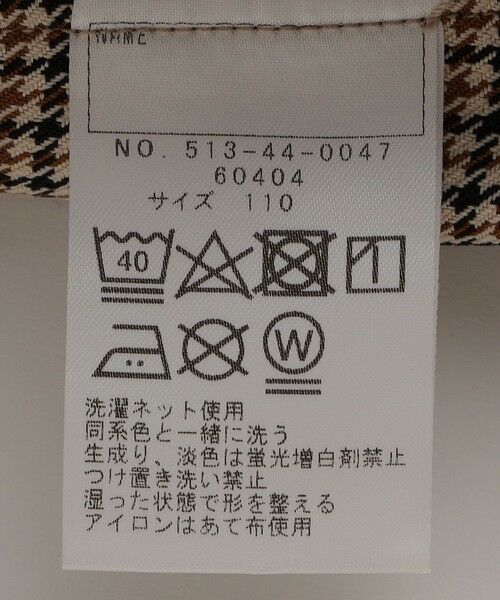 NAME
NO. 513-44-0047
60404
サイズ 110
40
W
洗濯ネット使用
同系色と一緒に洗う
生成り、淡色は蛍光増白剤禁止
つけ置き洗い禁止
湿った状態で形を整える
アイロンはあて布使用